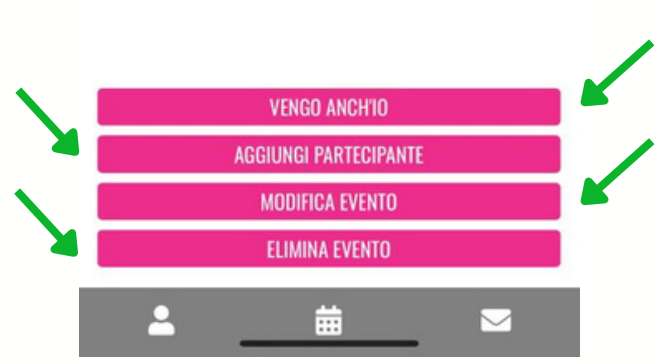 VENGO ANCH'IO
AGGIUNGI PARTECIPANTE
MODIFICA EVENTO
ELIMINA EVENTO